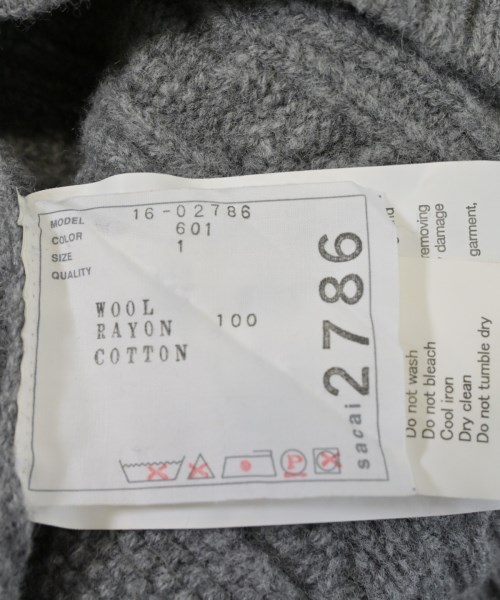 MODEL 16-02786
COLOR 601
SIZE 1
QUALITY
WOOL
RAYON 100
COTTON
sacai 2786
P
removing
damage
garment,
Do not wash
Do not bleach
Cool iron
Dry clean
Do not tumble dry